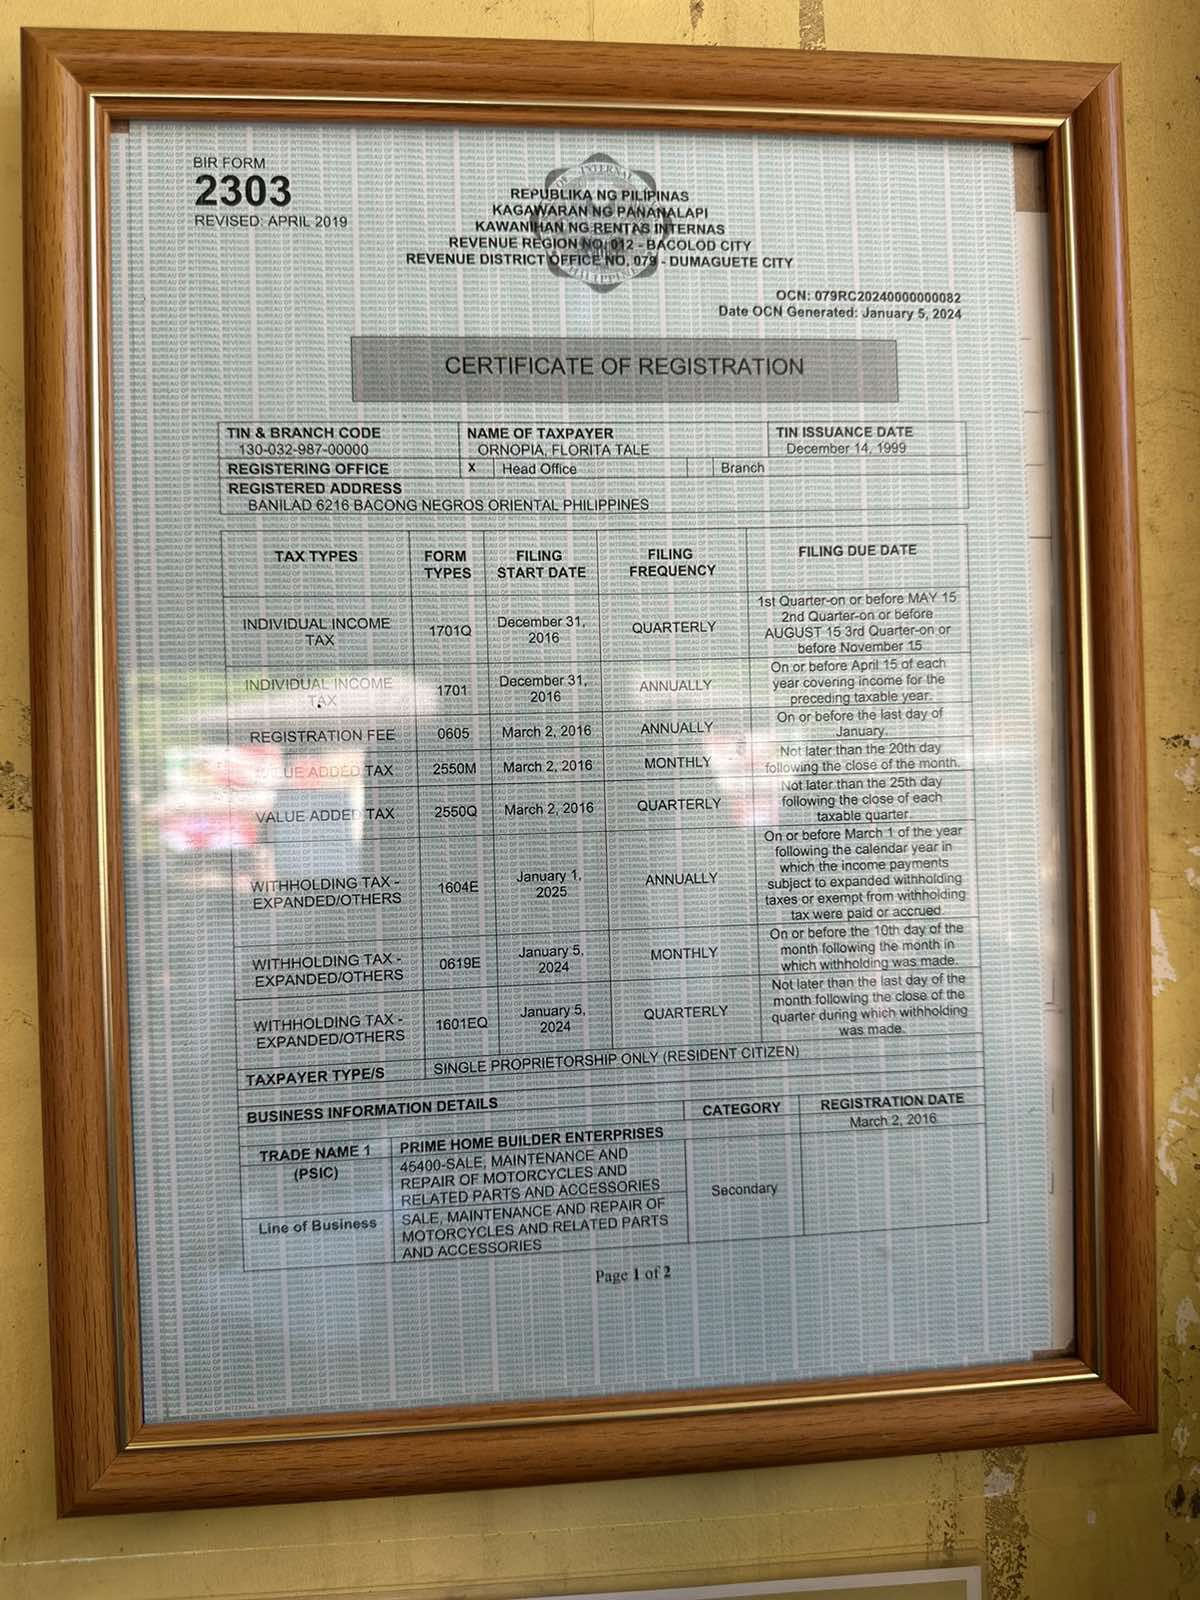 BIR FORM
2303
REVISED: APRIL 2019
REPUBLIKA NG PILIPINAS
KAGAWARAN NG PANANALAPI
KAWANIHAN NG RENTAS INTERNAS
REVENUE REGION NO. 012 - BACOLOD CITY
REVENUE DISTRICT OFFICE NO. 079 - DUMAGUETE CITY
OCN: 079RC20240000000082
Date OCN Generated: January 5, 2024
CERTIFICATE OF REGISTRATION
TIN & BRANCH CODE NAME OF TAXPAYER TIN ISSUANCE DATE
130-032-987-00000 ORNOPIA, FLORITA TALE December 14, 1999
REGISTERING OFFICE X Head Office Branch
REGISTERED ADDRESS
BANILAD 6216 BACONG NEGROS ORIENTAL PHILIPPINES
TAX TYPES FORM TYPES FILING START DATE FILING FREQUENCY FILING DUE DATE
INDIVIDUAL INCOME TAX 1701Q December 31, 2016 QUARTERLY 1st Quarter-on or before MAY 15 2nd Quarter-on or before AUGUST 15 3rd Quarter-on or before November 15
INDIVIDUAL INCOME TAX 1701 December 31, 2016 ANNUALLY On or before April 15 of each year covering income for the preceding taxable year.
REGISTRATION FEE 0605 March 2, 2016 ANNUALLY On or before the last day of January.
VALUE ADDED TAX 2550M March 2, 2016 MONTHLY Not later than the 20th day following the close of the month.
VALUE ADDED TAX 2550Q March 2, 2016 QUARTERLY Not later than the 25th day following the close of each taxable quarter.
WITHHOLDING TAX - EXPANDED/OTHERS 1604E January 1, 2025 ANNUALLY On or before March 1 of the year following the calendar year in which the income payments subject to expanded withholding taxes or exempt from withholding tax were paid or accrued.
WITHHOLDING TAX - EXPANDED/OTHERS 0619E January 5, 2024 MONTHLY On or before the 10th day of the month following the month in which withholding was made.
WITHHOLDING TAX - EXPANDED/OTHERS 1601EQ January 5, 2024 QUARTERLY Not later than the last day of the month following the close of the quarter during which withholding was made.
TAXPAYER TYPE/S SINGLE PROPRIETORSHIP ONLY (RESIDENT CITIZEN)
BUSINESS INFORMATION DETAILS CATEGORY REGISTRATION DATE
TRADE NAME 1 PRIME HOME BUILDER ENTERPRISES March 2, 2016
(PSIC) 45400-SALE, MAINTENANCE AND REPAIR OF MOTORCYCLES AND RELATED PARTS AND ACCESSORIES Secondary
Line of Business SALE, MAINTENANCE AND REPAIR OF MOTORCYCLES AND RELATED PARTS AND ACCESSORIES
Page 1 of 2